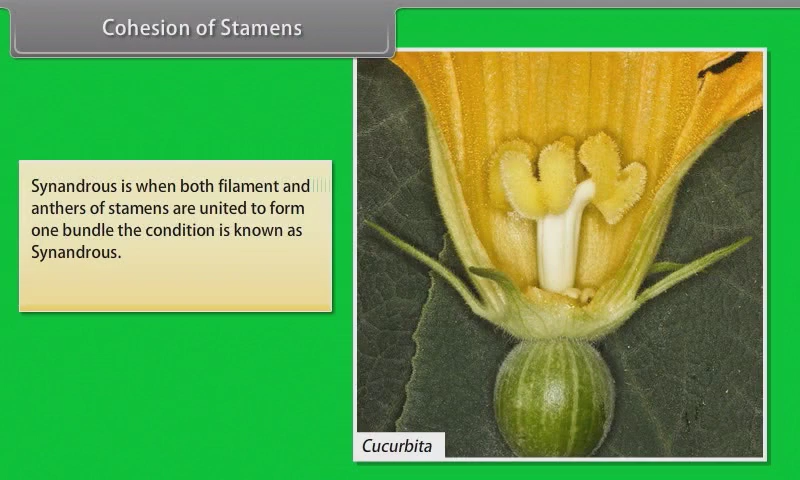 Cohesion of Stamens
Synandrous is when both filament and
anthers of stamens are united to form
one bundle the condition is known as
Synandrous.
Cucurbita